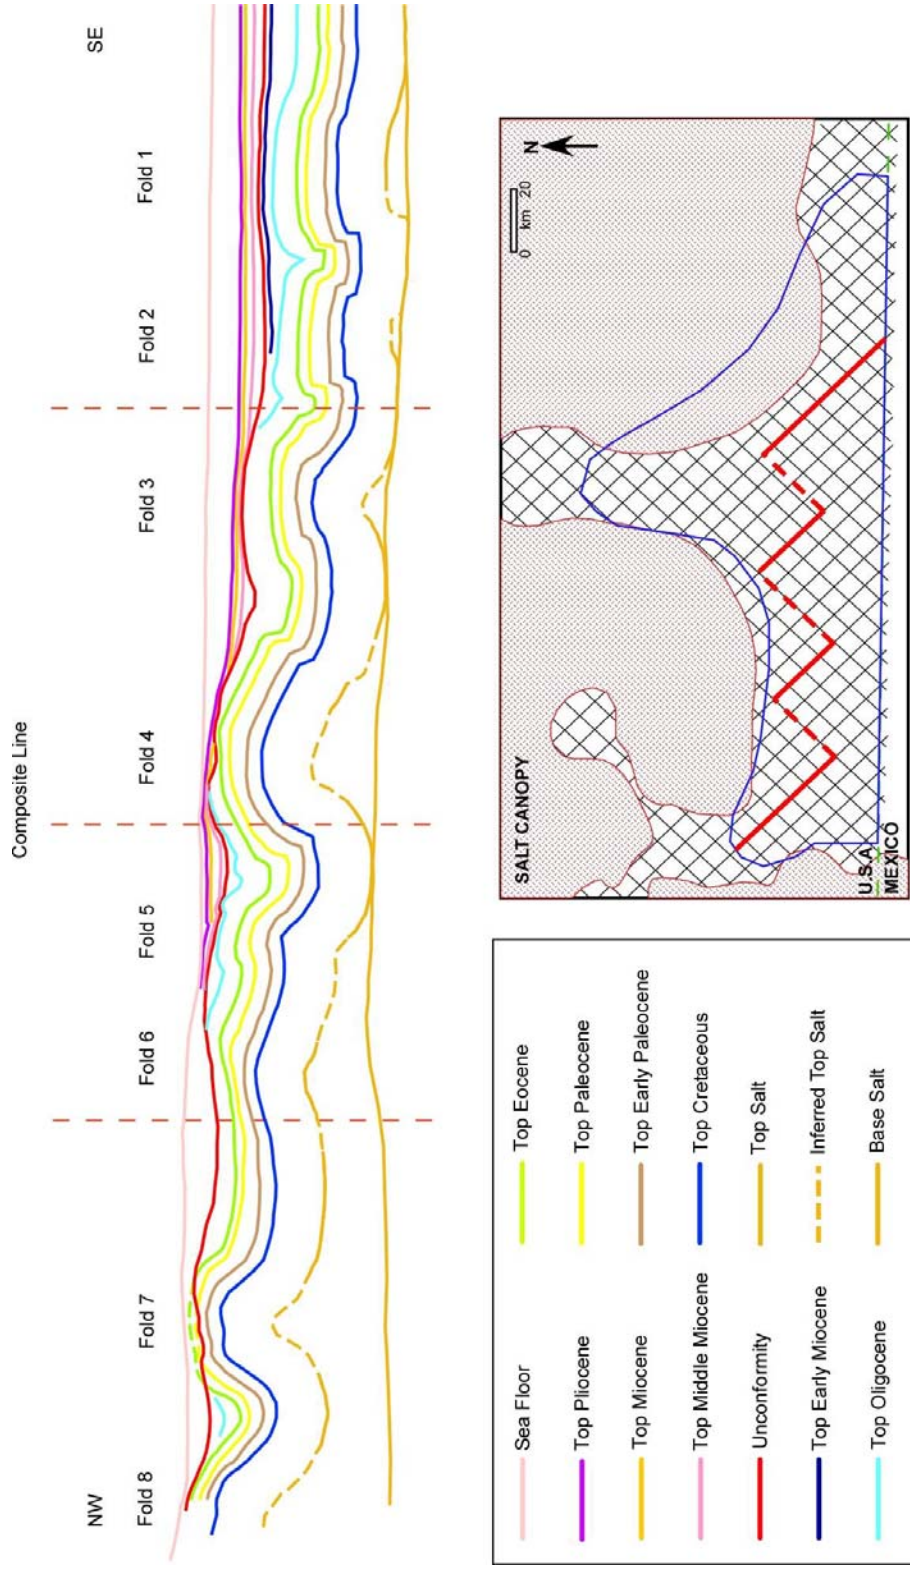 Composite Line
NW
SE
Fold 8
Fold 7
Fold 6
Fold 5
Fold 4
Fold 3
Fold 2
Fold 1
Sea Floor
Top Pliocene
Top Miocene
Top Middle Miocene
Unconformity
Top Early Miocene
Top Oligocene
Top Eocene
Top Paleocene
Top Early Paleocene
Top Cretaceous
Top Salt
Inferred Top Salt
Base Salt
SALT CANOPY
0 km 20
N
U.S.A
MEXICO